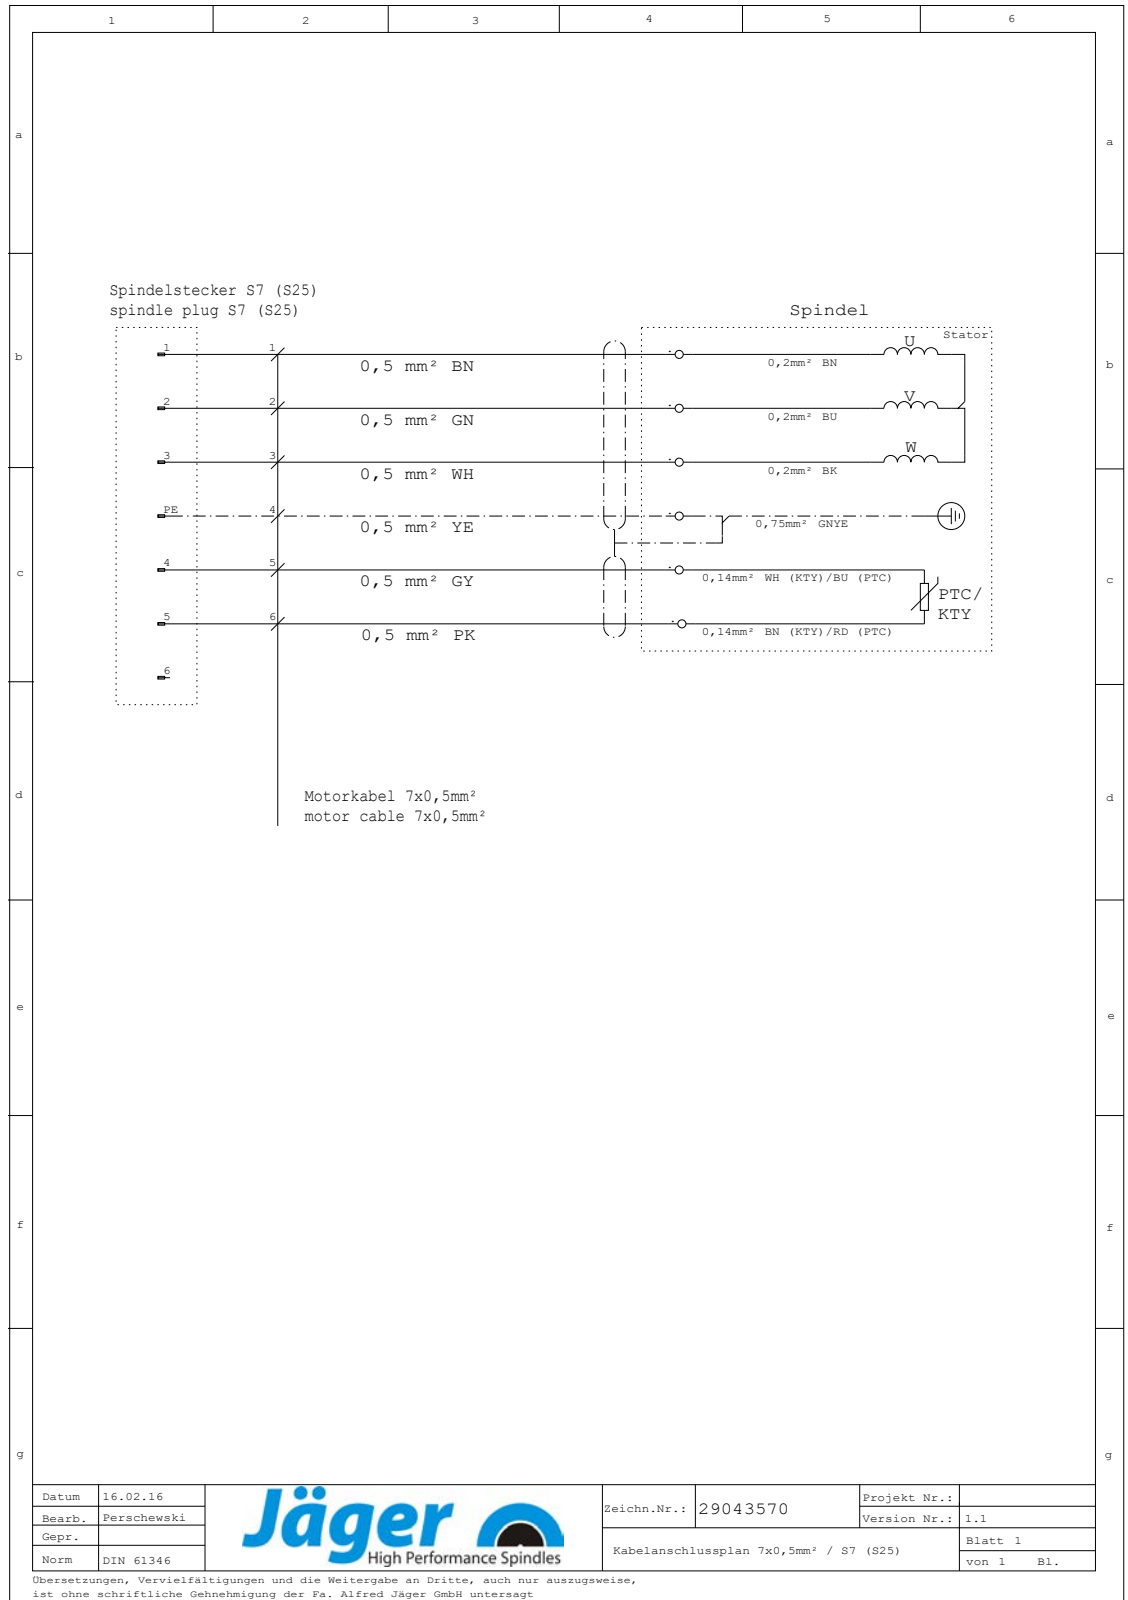 1 2 3 4 5 6
a a
Spindelstecker S7 (S25)
spindle plug S7 (S25)
Spindel
Stator
b b
1 1 0,5 mm² BN 0,2mm² BN U
2 2 0,5 mm² GN 0,2mm² BU V
3 3 0,5 mm² WH 0,2mm² BK W
PE 4 0,5 mm² YE 0,75mm² GNYE
c c
4 5 0,5 mm² GY 0,14mm² WH (KTY)/BU (PTC)
PTC/
KTY
5 6 0,5 mm² PK 0,14mm² BN (KTY)/RD (PTC)
6
d d
Motorkabel 7x0,5mm²
motor cable 7x0,5mm²
e e
f f
g g
Datum 16.02.16
Bearb. Perschewski
Gepr.
Norm DIN 61346
Jäger
High Performance Spindles
Zeichn.Nr.: 29043570
Projekt Nr.:
Version Nr.: 1.1
Kabelanschlussplan 7x0,5mm² / S7 (S25)
Blatt 1
von 1 Bl.
Übersetzungen, Vervielfältigungen und die Weitergabe an Dritte, auch nur auszugsweise,
ist ohne schriftliche Gehnehmigung der Fa. Alfred Jäger GmbH untersagt